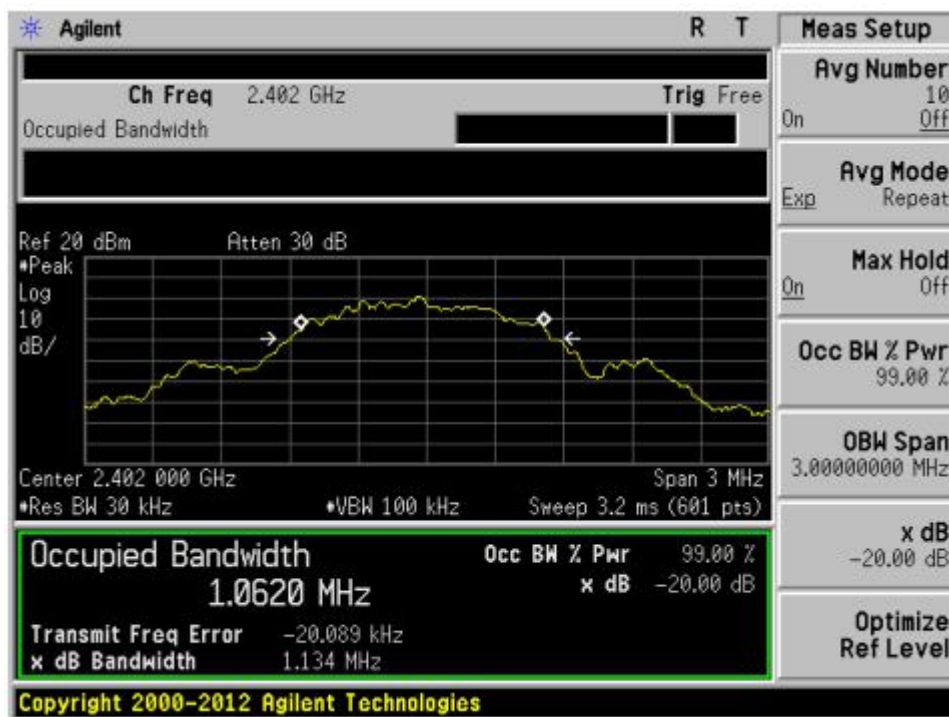 Agilent R T
Ch Freq 2.402 GHz Trig Free
Occupied Bandwidth
Ref 20 dBm Atten 30 dB
*Peak
Log
10
dB/
Center 2.402 000 GHz Span 3 MHz
*Res BW 30 kHz *VBW 100 kHz Sweep 3.2 ms (601 pts)
Occupied Bandwidth
1.0620 MHz
Occ BW % Pwr 99.00 %
x dB -20.00 dB
Transmit Freq Error -20.089 kHz
x dB Bandwidth 1.134 MHz
Copyright 2000-2012 Agilent Technologies
Meas Setup
Avg Number
10
On Off
Avg Mode
Exp Repeat
Max Hold
On Off
Occ BW % Pwr
99.00 %
OBW Span
3.00000000 MHz
x dB
-20.00 dB
Optimize
Ref Level